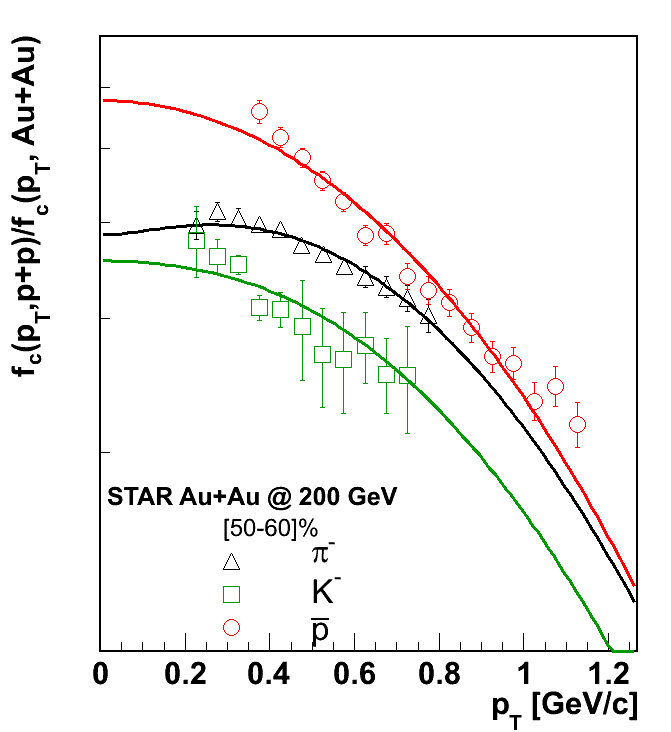 f_c(p_T,p+p)/f_c(p_T, Au+Au)
STAR Au+Au @ 200 GeV
[50-60]%
π⁻
K⁻
p̅
0 0.2 0.4 0.6 0.8 1 1.2
p_T [GeV/c]